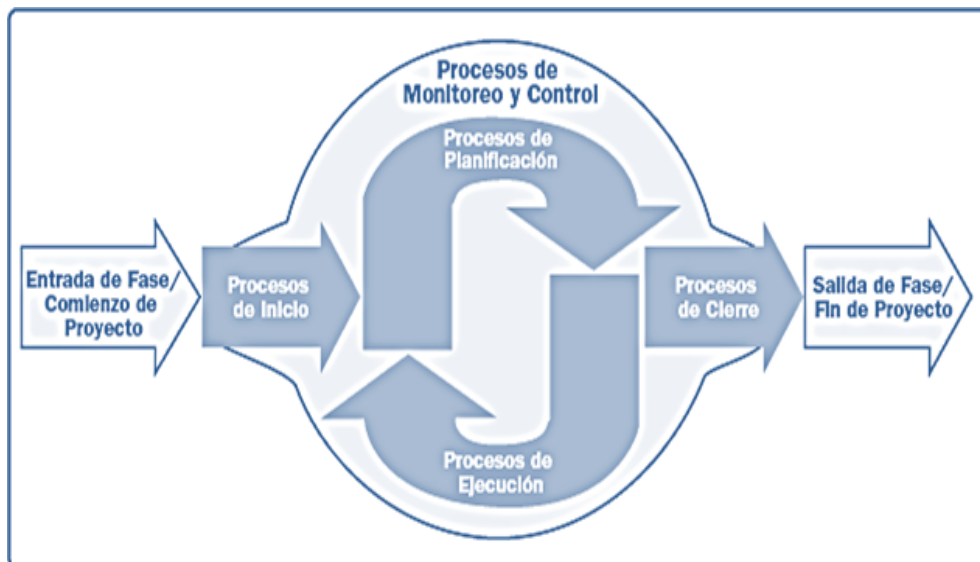 Procesos de
Monitoreo y Control
Procesos de
Planificación
Entrada de Fase/
Comienzo de
Proyecto
Procesos
de Inicio
Procesos
de Cierre
Salida de Fase/
Fin de Proyecto
Procesos de
Ejecución